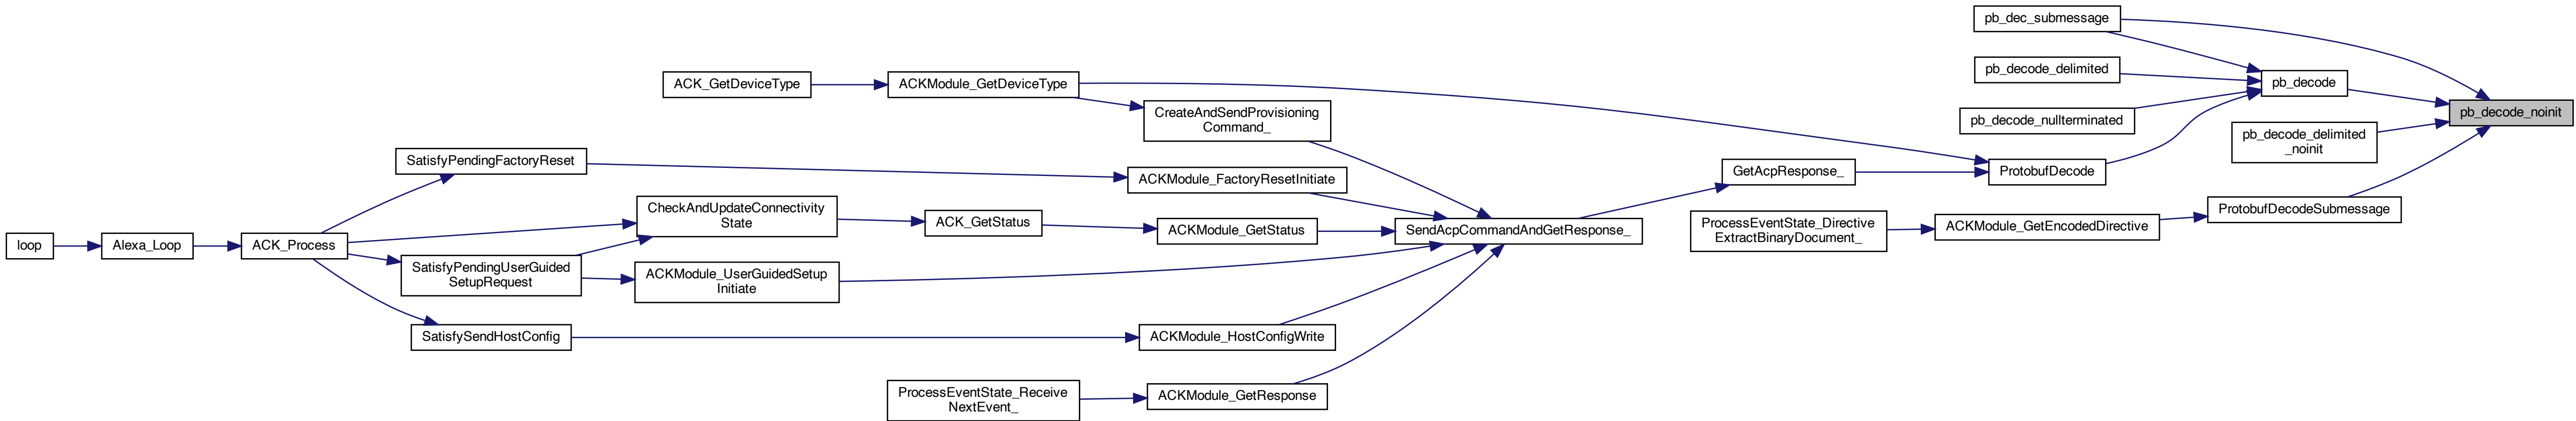 loop
Alexa_Loop
ACK_Process
SatisfyPendingFactoryReset
SatisfyPendingUserGuided
SetupRequest
SatisfySendHostConfig
ACK_GetDeviceType
CheckAndUpdateConnectivity
State
ACKModule_UserGuidedSetup
Initiate
ACKModule_GetDeviceType
ACK_GetStatus
ProcessEventState_Receive
NextEvent_
CreateAndSendProvisioning
Command_
ACKModule_FactoryResetInitiate
ACKModule_GetStatus
ACKModule_HostConfigWrite
ACKModule_GetResponse
SendAcpCommandAndGetResponse_
GetAcpResponse_
ProcessEventState_Directive
ExtractBinaryDocument_
pb_dec_submessage
pb_decode_delimited
pb_decode_nullterminated
ProtobufDecode
ACKModule_GetEncodedDirective
pb_decode
pb_decode_delimited
_noinit
ProtobufDecodeSubmessage
pb_decode_noinit